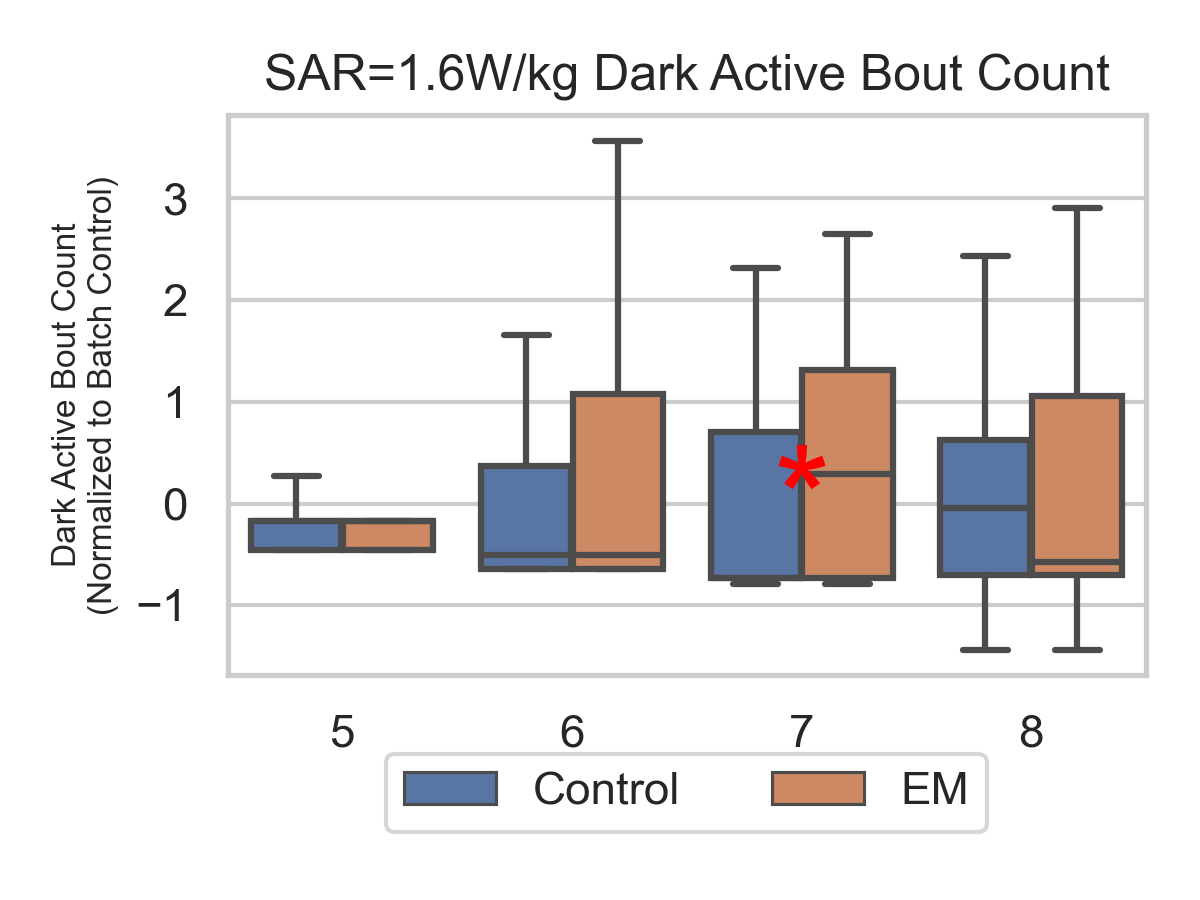 SAR=1.6W/kg Dark Active Bout Count
Dark Active Bout Count
(Normalized to Batch Control)
3
2
1
0
−1
*
5 6 7 8
Control EM